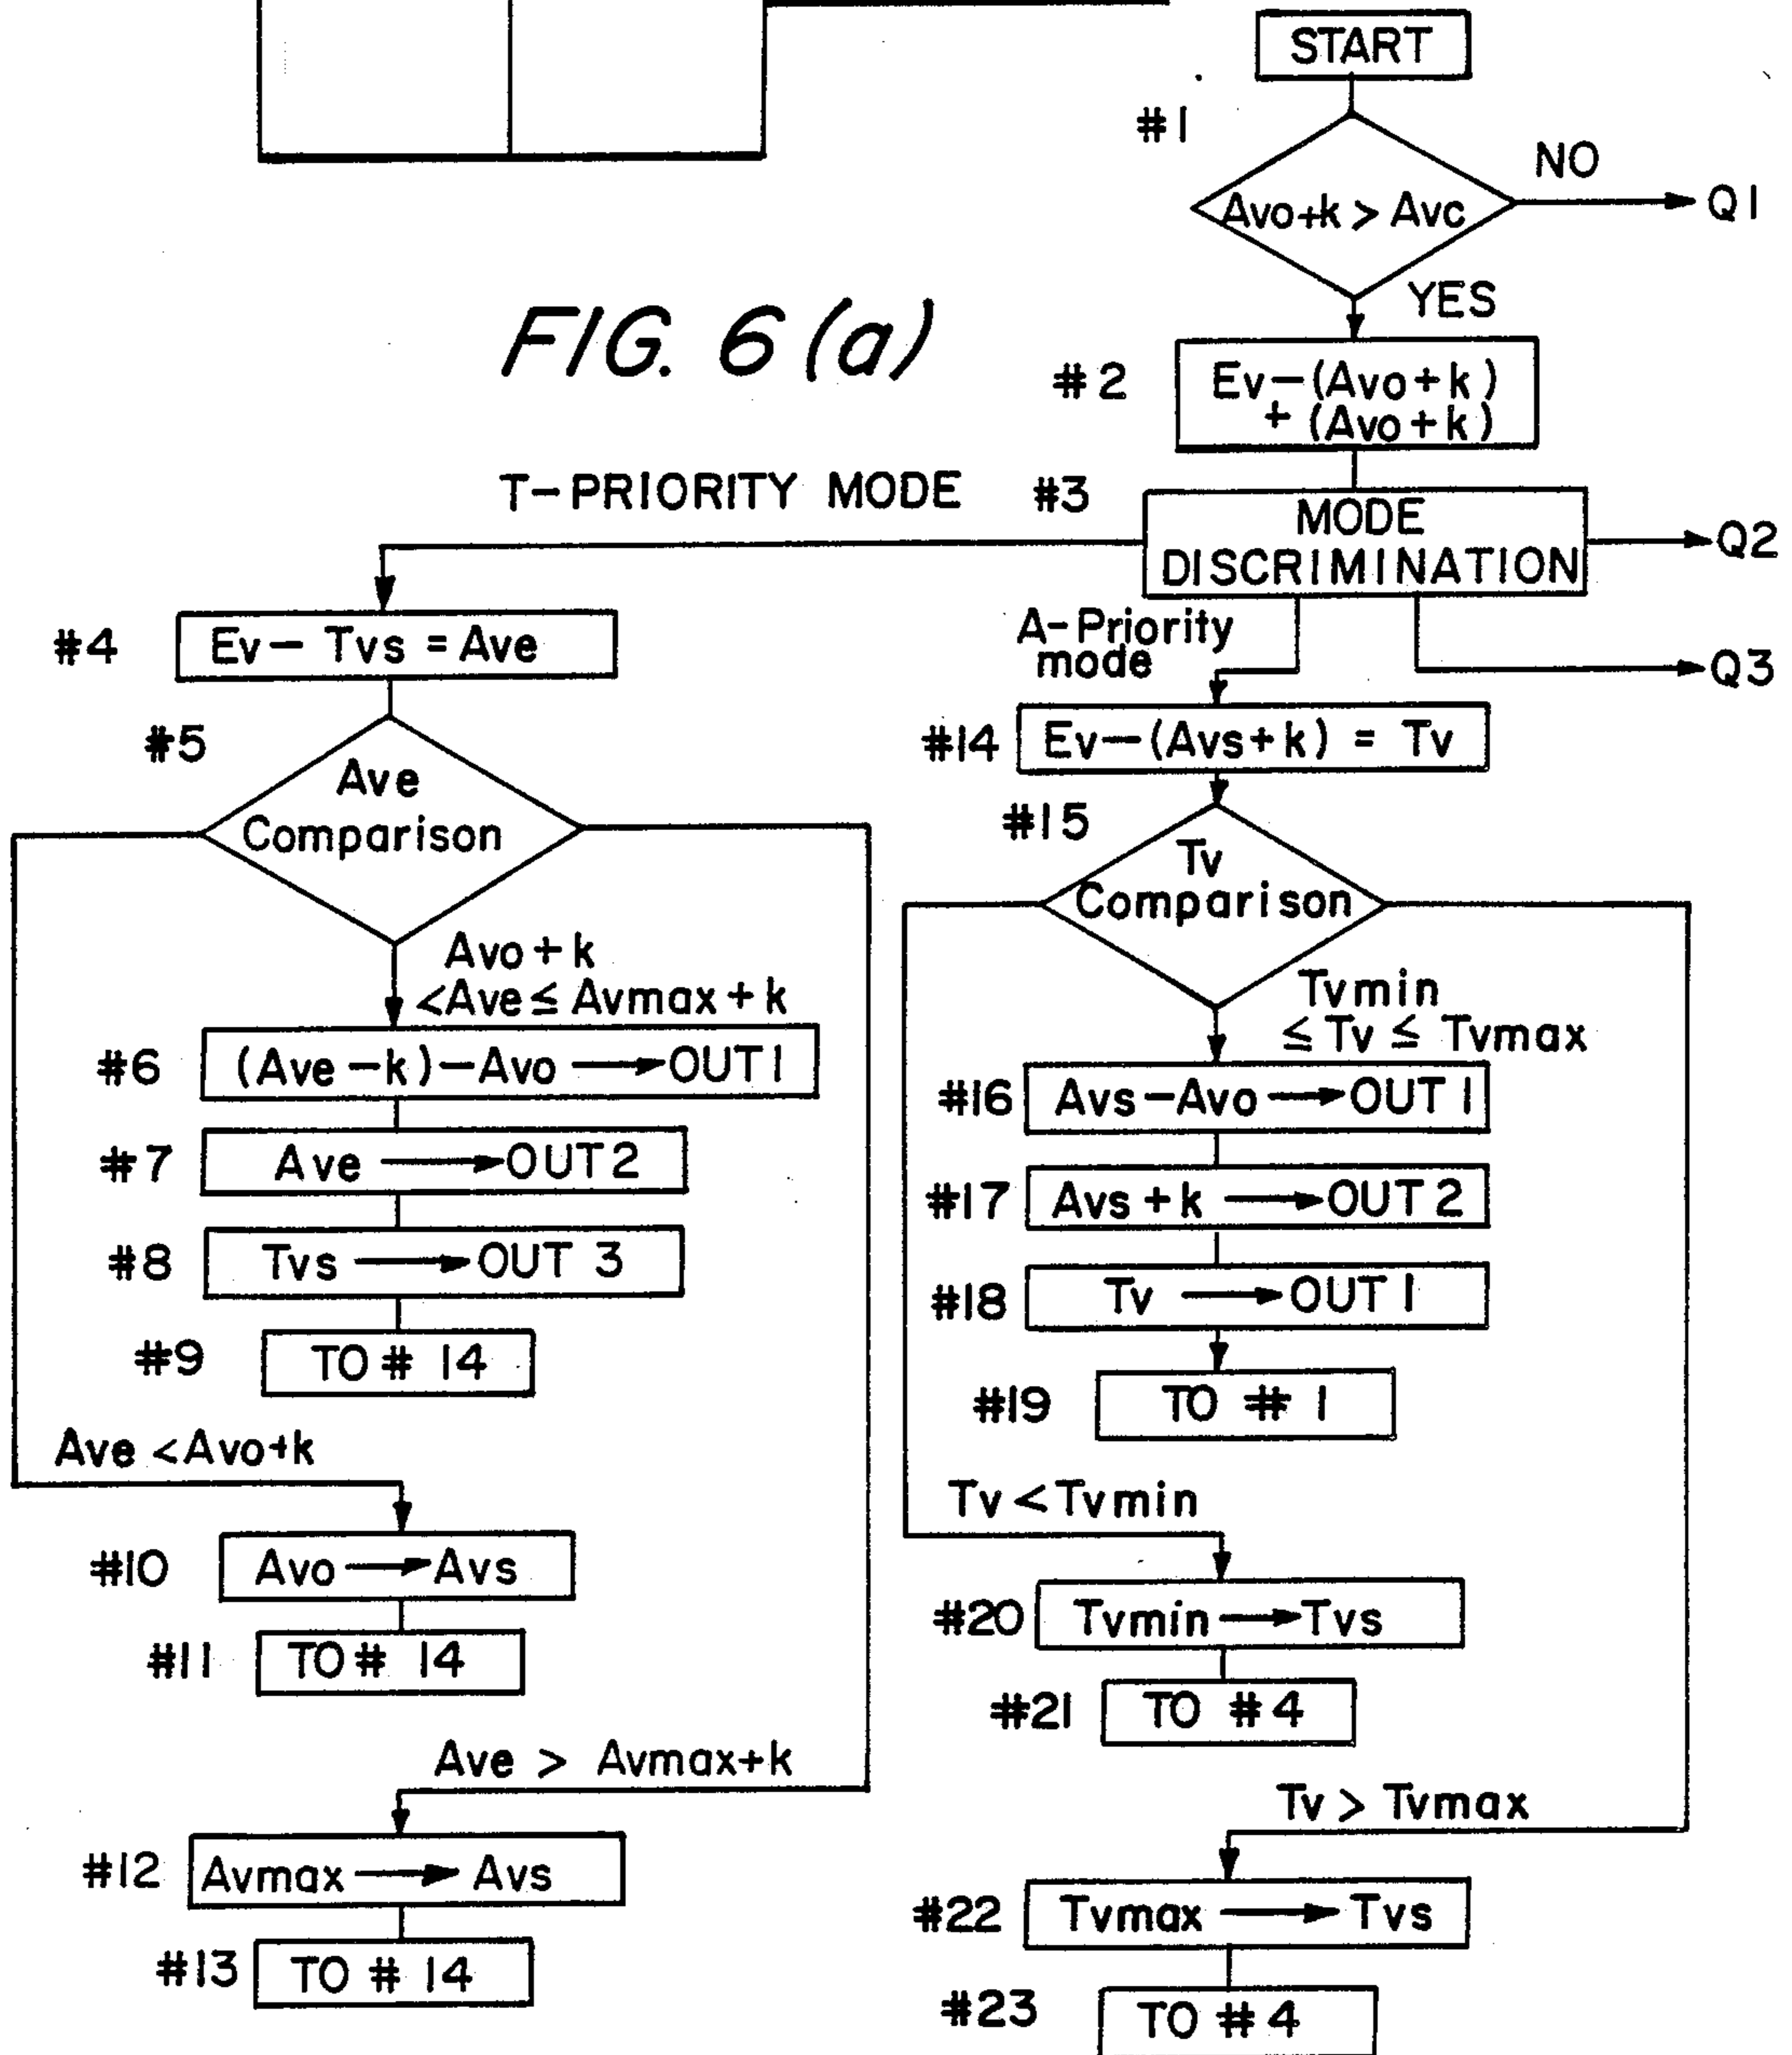 START
#1
Avo+k > Avc
NO
Q1
YES
FIG. 6 (a)
#2
Ev-(Avo+k)
+ (Avo+k)
T-PRIORITY MODE
#3
MODE
DISCRIMINATION
Q2
A-Priority
mode
Q3
#4
Ev- Tvs = Ave
#5
Ave
Comparison
#14
Ev-(Avs+k) = Tv
#15
Tv
Comparison
Avo + k
<Ave ≤ Avmax + k
#6
(Ave -k)-Avo → OUT1
#7
Ave → OUT2
#8
Tvs → OUT 3
#9
TO # 14
Tvmin
≤ Tv ≤ Tvmax
#16
Avs-Avo → OUT 1
#17
Avs + k → OUT 2
#18
Tv → OUT 1
#19
TO # 1
Ave <Avo+k
#10
Avo → Avs
#11
TO # 14
Tv < Tvmin
#20
Tvmin → Tvs
#21
TO #4
Ave > Avmax+k
#12
Avmax → Avs
#13
TO # 14
Tv > Tvmax
#22
Tvmax → Tvs
#23
TO #4